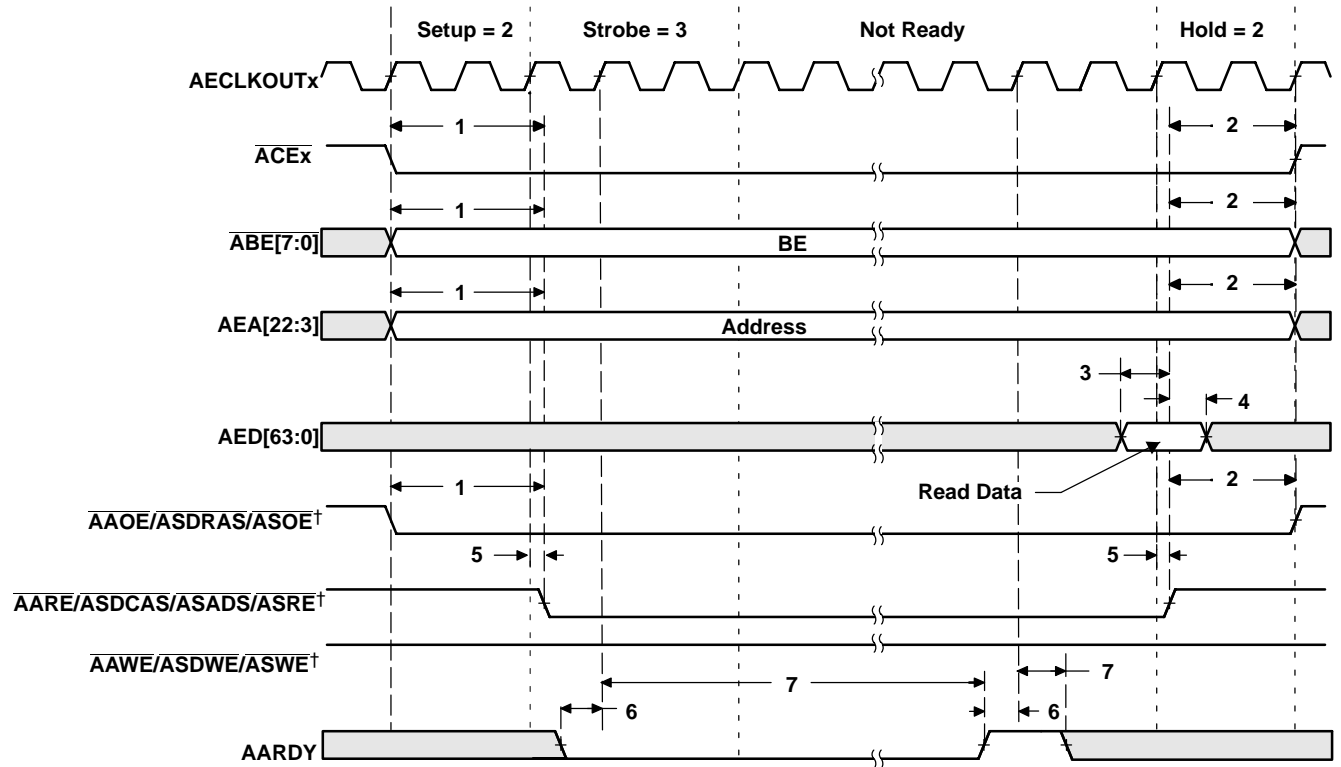 Setup = 2 Strobe = 3 Not Ready Hold = 2
AECLKOUTx
1 2
ACEx
1 2
ABE[7:0] BE
1 2
AEA[22:3] Address
3
4
AED[63:0]
1 Read Data 2
AAOE/ASDRAS/ASOE†
5 5
AARE/ASDCAS/ASADS/ASRE†
AAWE/ASDWE/ASWE†
7 7
6 6
AARDY